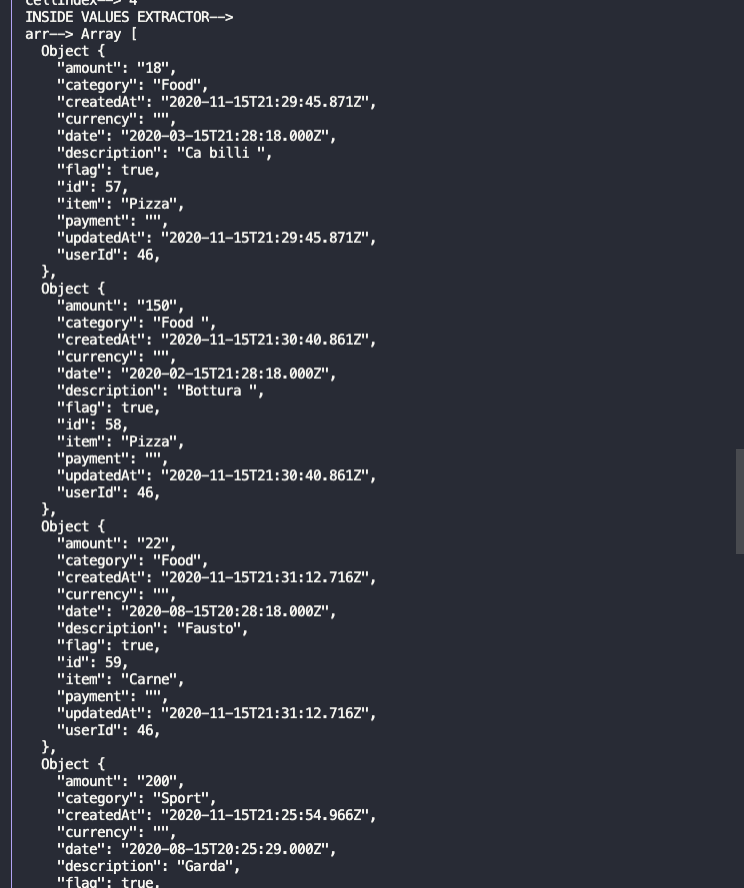 cellindex--> 4
INSIDE VALUES EXTRACTOR-->
arr--> Array [
  Object {
    "amount": "18",
    "category": "Food",
    "createdAt": "2020-11-15T21:29:45.871Z",
    "currency": "",
    "date": "2020-03-15T21:28:18.000Z",
    "description": "Ca billi ",
    "flag": true,
    "id": 57,
    "item": "Pizza",
    "payment": "",
    "updatedAt": "2020-11-15T21:29:45.871Z",
    "userId": 46,
  },
  Object {
    "amount": "150",
    "category": "Food ",
    "createdAt": "2020-11-15T21:30:40.861Z",
    "currency": "",
    "date": "2020-02-15T21:28:18.000Z",
    "description": "Bottura ",
    "flag": true,
    "id": 58,
    "item": "Pizza",
    "payment": "",
    "updatedAt": "2020-11-15T21:30:40.861Z",
    "userId": 46,
  },
  Object {
    "amount": "22",
    "category": "Food",
    "createdAt": "2020-11-15T21:31:12.716Z",
    "currency": "",
    "date": "2020-08-15T20:28:18.000Z",
    "description": "Fausto",
    "flag": true,
    "id": 59,
    "item": "Carne",
    "payment": "",
    "updatedAt": "2020-11-15T21:31:12.716Z",
    "userId": 46,
  },
  Object {
    "amount": "200",
    "category": "Sport",
    "createdAt": "2020-11-15T21:25:54.966Z",
    "currency": "",
    "date": "2020-08-15T20:25:29.000Z",
    "description": "Garda",
    "flag": true,